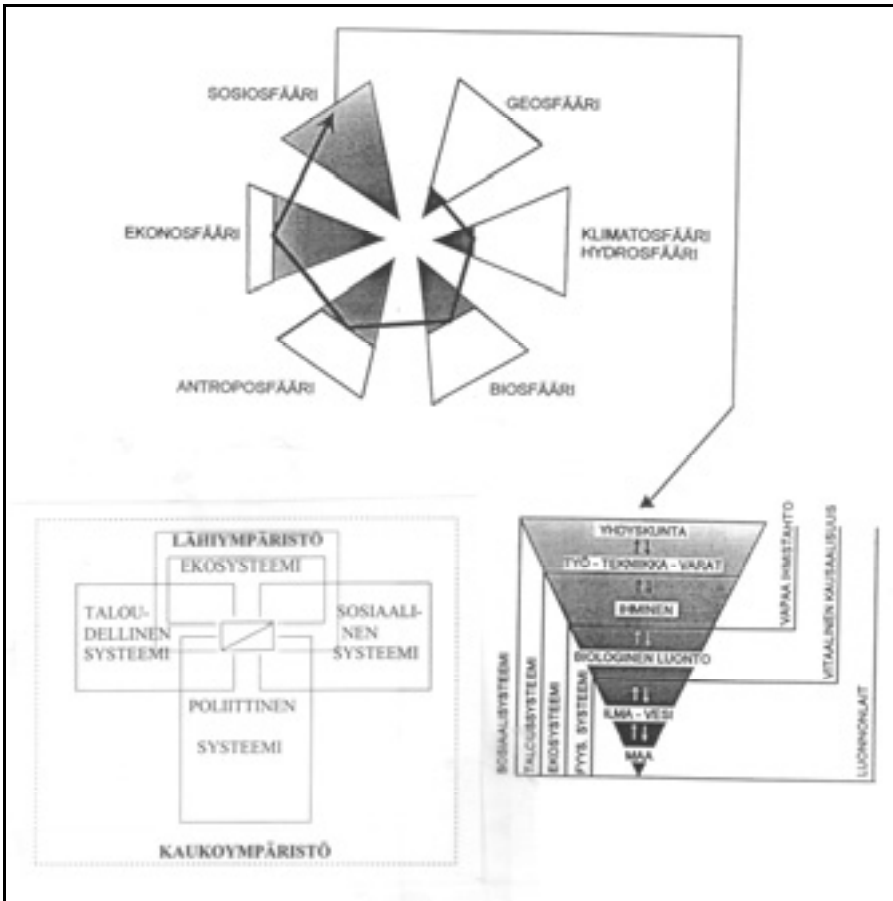 SOSIOSFÄÄRI
GEOSFÄÄRI
EKONOSFÄÄRI
KLIMATOSFÄÄRI
HYDROSFÄÄRI
ANTROPOSFÄÄRI
BIOSFÄÄRI
LÄHIYMPÄRISTÖ
EKOSYSTEEMI
TALOU-
DELLINEN
SYSTEEMI
SOSIAALI-
NEN
SYSTEEMI
POLIITTINEN
SYSTEEMI
KAUKOYMPÄRISTÖ
YHDYSKUNTA
TYÖ - TEKNIIKKA - VARAT
IHMINEN
BIOLOGINEN LUONTO
ILMA - VESI
MAA
SOSIAALISYSTEEMI
TALOUSSYSTEEMI
EKOSYSTEEMI
FYYS. SYSTEEMI
VAPAA IHMISTAHTO
VITAALINEN KAUSAALISUUS
LUONNONLAIT